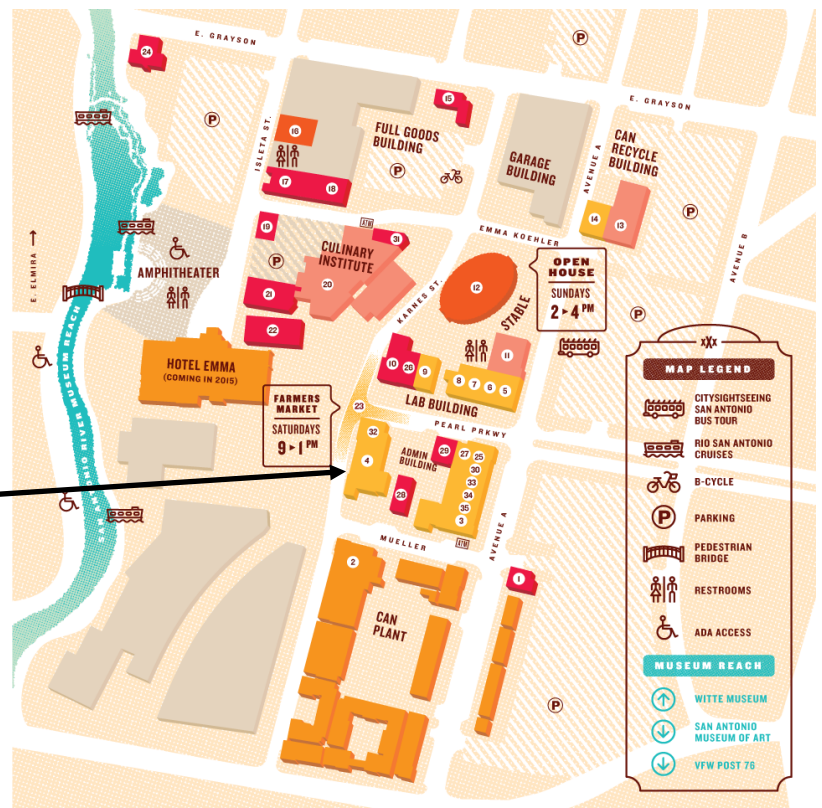 E. GRAYSON
24
P
15
E. GRAYSON
P
16
ISLETA ST.
FULL GOODS
BUILDING
P
17
18
GARAGE
BUILDING
AVENUE A
CAN
RECYCLE
BUILDING
14
13
P
E. ELMIRA →
AMPHITHEATER
19
ATM
31
P
CULINARY
INSTITUTE
20
21
22
EMMA KOEHLER
AVENUE B
KARNES ST.
12
STABLE
OPEN
HOUSE
SUNDAYS
2 ▸ 4 PM
P
HOTEL EMMA
(COMING IN 2015)
SAN ANTONIO RIVER MUSEUM REACH
10
26
9
11
8
7
6
5
LAB BUILDING
FARMERS
MARKET
SATURDAYS
9 ▸ 1 PM
23
PEARL PRKWY
32
4
ADMIN
BUILDING
29
27
25
30
33
34
35
3
28
ATM
MUELLER
AVENUE A
2
CAN
PLANT
1
P
xXx
MAP LEGEND
CITYSIGHTSEEING
SAN ANTONIO
BUS TOUR
RIO SAN ANTONIO
CRUISES
B-CYCLE
P
PARKING
PEDESTRIAN
BRIDGE
RESTROOMS
ADA ACCESS
MUSEUM REACH
WITTE MUSEUM
SAN ANTONIO
MUSEUM OF ART
VFW POST 76